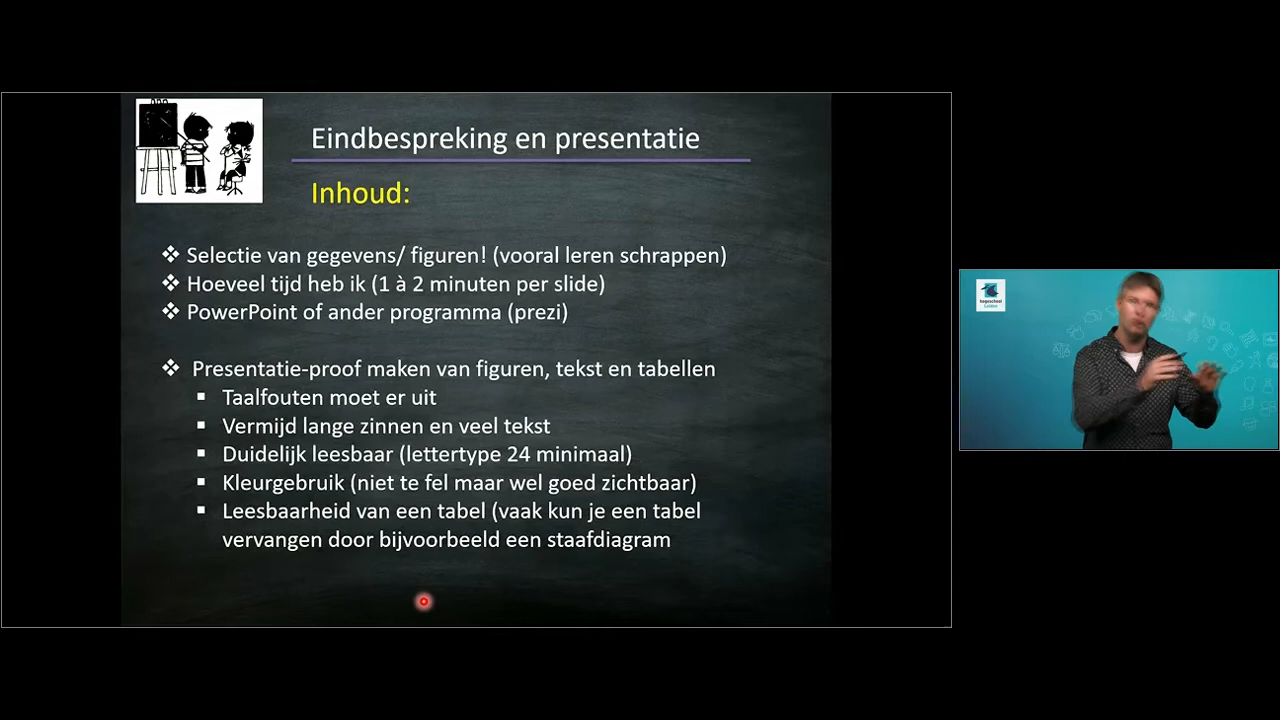 Eindbespreking en presentatie
Inhoud:
❖ Selectie van gegevens/ figuren! (vooral leren schrappen)
❖ Hoeveel tijd heb ik (1 à 2 minuten per slide)
❖ PowerPoint of ander programma (prezi)
❖ Presentatie-proof maken van figuren, tekst en tabellen
▪ Taalfouten moet er uit
▪ Vermijd lange zinnen en veel tekst
▪ Duidelijk leesbaar (lettertype 24 minimaal)
▪ Kleurgebruik (niet te fel maar wel goed zichtbaar)
▪ Leesbaarheid van een tabel (vaak kun je een tabel
vervangen door bijvoorbeeld een staafdiagram
hogeschool
Leiden